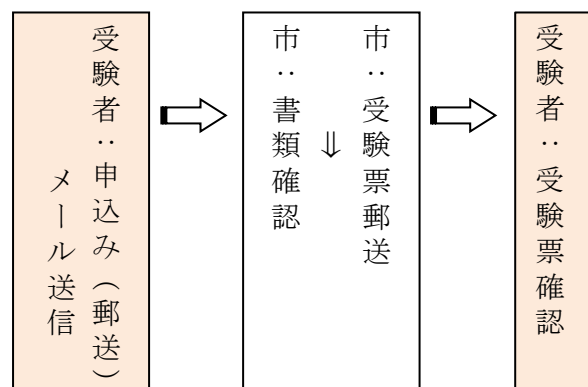 受験者：申込み（郵送）
メール送信
市：受験票郵送
⇓
市：書類確認
受験者：受験票確認